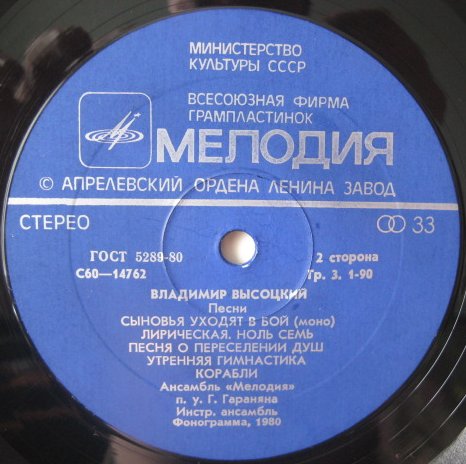 МИНИСТЕРСТВО
КУЛЬТУРЫ СССР
ВСЕСОЮЗНАЯ ФИРМА
ГРАМПЛАСТИНОК
МЕЛОДИЯ
© АПРЕЛЕВСКИЙ ОРДЕНА ЛЕНИНА ЗАВОД
СТЕРЕО 33
ГОСТ 5289-80 2 сторона
С60—14762 Гр. 3. 1-90
ВЛАДИМИР ВЫСОЦКИЙ
Песни
СЫНОВЬЯ УХОДЯТ В БОЙ (моно)
ЛИРИЧЕСКАЯ. НОЛЬ СЕМЬ
ПЕСНЯ О ПЕРЕСЕЛЕНИИ ДУШ
УТРЕННЯЯ ГИМНАСТИКА
КОРАБЛИ
Ансамбль «Мелодия»
п. у. Г. Гараняна
Инстр. ансамбль
Фонограмма, 1980